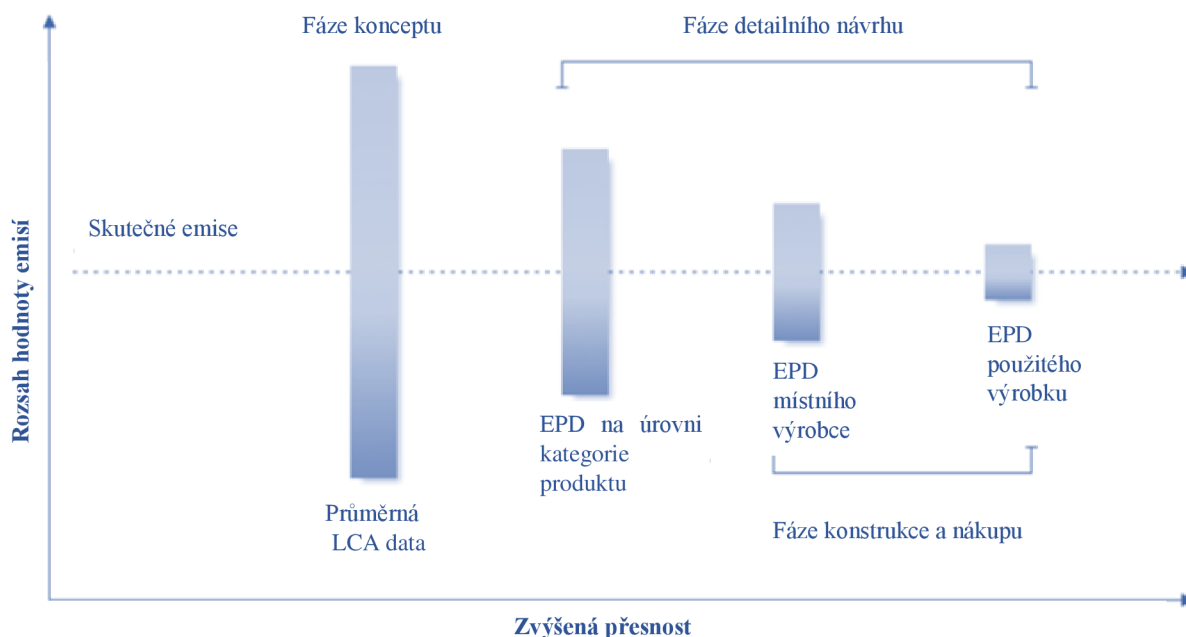 Fáze konceptu
Fáze detailního návrhu
Rozsah hodnoty emisí
Skutečné emise
Průměrná
LCA data
EPD na úrovni
kategorie
produktu
EPD
místního
výrobce
EPD
použitého
výrobku
Fáze konstrukce a nákupu
Zvýšená přesnost